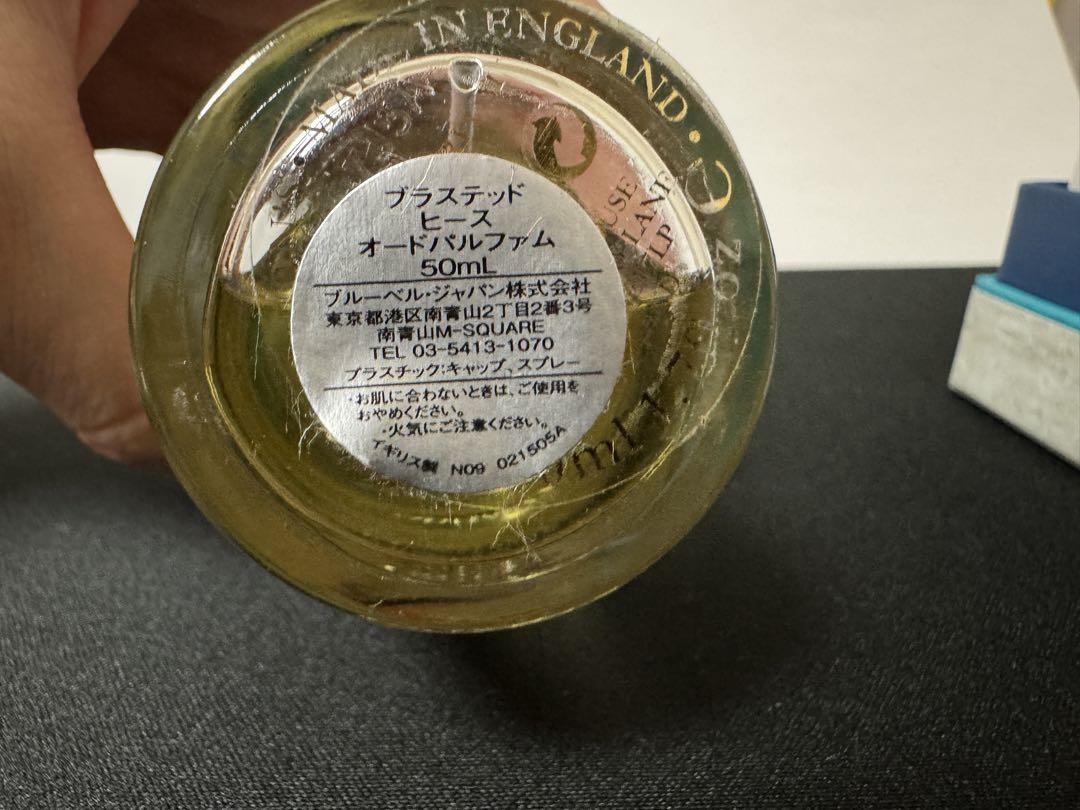 MADE IN ENGLAND
ブラステッド
ヒース
オードパルファム
50mL
ブルーベル・ジャパン株式会社
東京都港区南青山2丁目2番3号
南青山M-SQUARE
TEL 03-5413-1070
プラスチック:キャップ、スプレー
・お肌に合わないときは、ご使用を
おやめください。
・火気にご注意ください。
イギリス製 N09 021505A